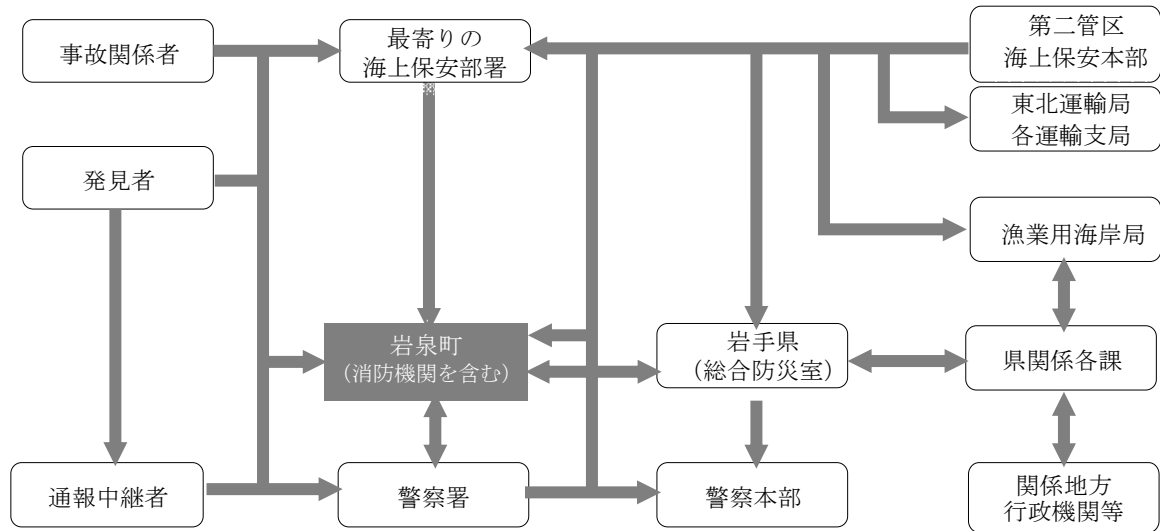 事故関係者
最寄りの
海上保安部署
第二管区
海上保安本部
東北運輸局
各運輸支局
発見者
漁業用海岸局
岩泉町
（消防機関を含む）
岩手県
（総合防災室）
県関係各課
通報中継者
警察署
警察本部
関係地方
行政機関等